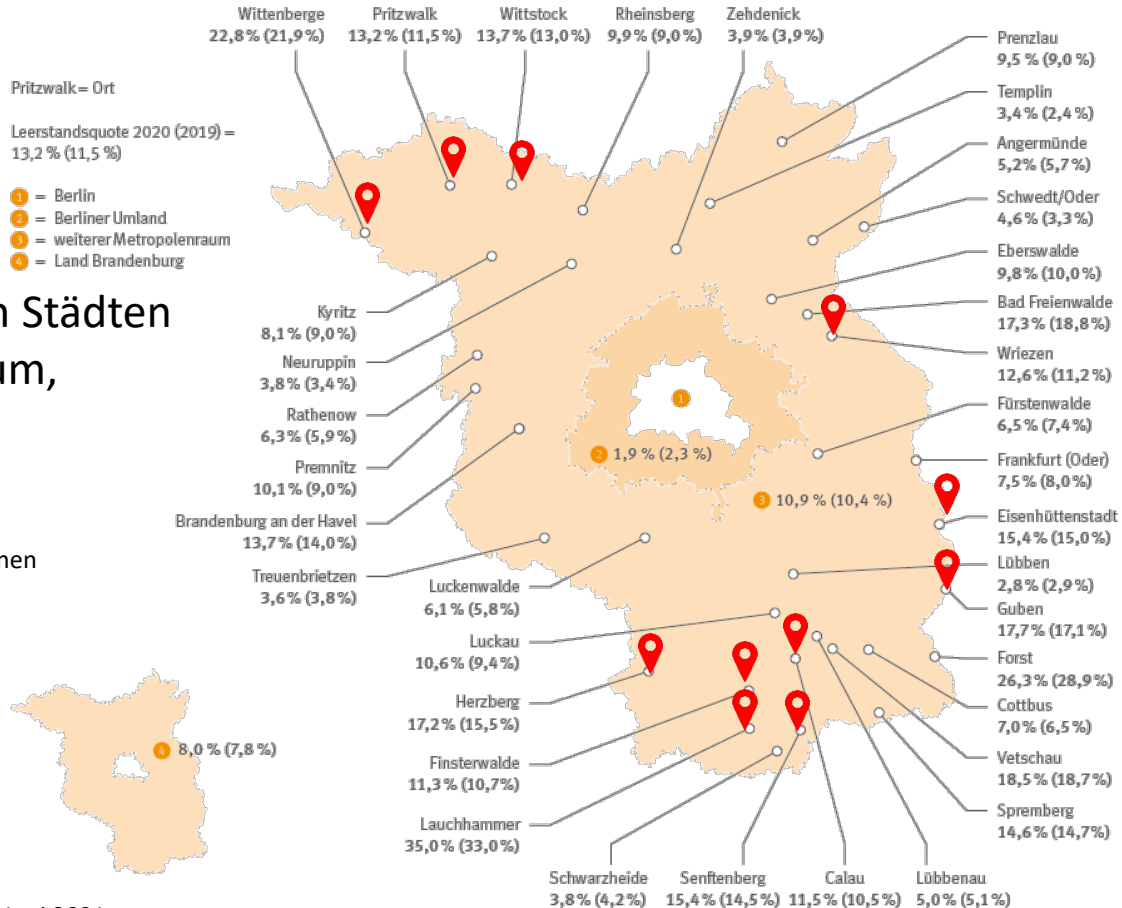 Wittenberge
22,8% (21,9%)
Pritzwalk
13,2% (11,5%)
Wittstock
13,7% (13,0%)
Rheinsberg
9,9% (9,0%)
Zehdenick
3,9% (3,9%)
Pritzwalk = Ort
Leerstandsquote 2020 (2019) =
13,2% (11,5%)
1 = Berlin
2 = Berliner Umland
3 = weiterer Metropolenraum
4 = Land Brandenburg
n Städten
um,
nen
Prenzlau
9,5% (9,0%)
Templin
3,4% (2,4%)
Angermünde
5,2% (5,7%)
Schwedt/Oder
4,6% (3,3%)
Eberswalde
9,8% (10,0%)
Bad Freienwalde
17,3% (18,8%)
Wriezen
12,6% (11,2%)
Fürstenwalde
6,5% (7,4%)
Frankfurt (Oder)
7,5% (8,0%)
Eisenhüttenstadt
15,4% (15,0%)
Lübben
2,8% (2,9%)
Guben
17,7% (17,1%)
Forst
26,3% (28,9%)
Cottbus
7,0% (6,5%)
Vetschau
18,5% (18,7%)
Spremberg
14,6% (14,7%)
Kyritz
8,1% (9,0%)
Neuruppin
3,8% (3,4%)
Rathenow
6,3% (5,9%)
Premnitz
10,1% (9,0%)
Brandenburg an der Havel
13,7% (14,0%)
Treuenbrietzen
3,6% (3,8%)
Luckenwalde
6,1% (5,8%)
Luckau
10,6% (9,4%)
Herzberg
17,2% (15,5%)
Finsterwalde
11,3% (10,7%)
Lauchhammer
35,0% (33,0%)
1
2 1,9% (2,3%)
3 10,9% (10,4%)
4 8,0% (7,8%)
Schwarzheide
3,8% (4,2%)
Senftenberg
15,4% (14,5%)
Calau
11,5% (10,5%)
Lübbenau
5,0% (5,1%)